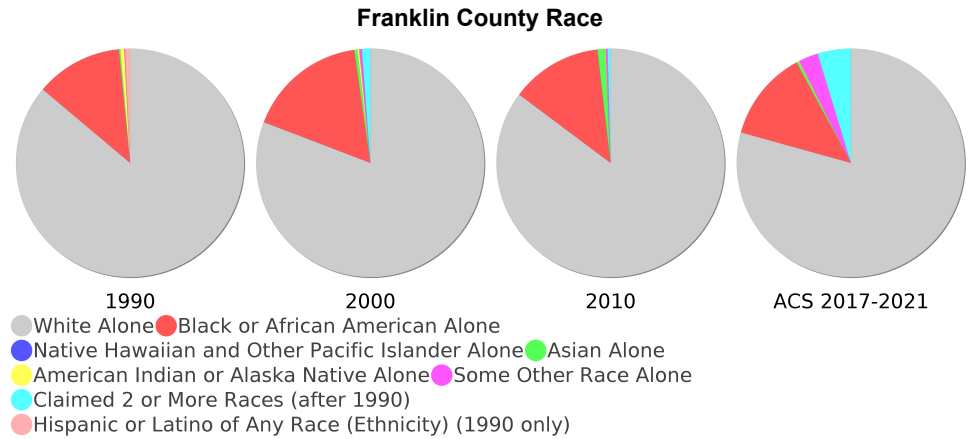 Franklin County Race
1990 2000 2010 ACS 2017-2021
White Alone Black or African American Alone
Native Hawaiian and Other Pacific Islander Alone Asian Alone
American Indian or Alaska Native Alone Some Other Race Alone
Claimed 2 or More Races (after 1990)
Hispanic or Latino of Any Race (Ethnicity) (1990 only)